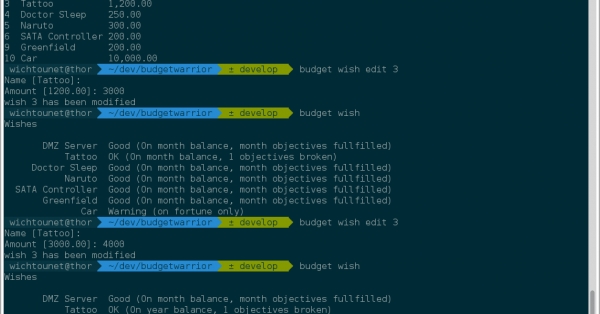 3  Tattoo            1,200.00
4  Doctor Sleep      250.00
5  Naruto            300.00
6  SATA Controller 200.00
9  Greenfield        200.00
10 Car               10,000.00
wichtounet@thor ~/dev/budgetwarrior ± develop budget wish edit 3
Name [Tattoo]:
Amount [1200.00]: 3000
wish 3 has been modified
wichtounet@thor ~/dev/budgetwarrior ± develop budget wish
Wishes
DMZ Server  Good (On month balance, month objectives fullfilled)
Tattoo  OK (On month balance, 1 objectives broken)
Doctor Sleep  Good (On month balance, month objectives fullfilled)
Naruto  Good (On month balance, month objectives fullfilled)
SATA Controller  Good (On month balance, month objectives fullfilled)
Greenfield  Good (On month balance, month objectives fullfilled)
Car  Warning (on fortune only)
wichtounet@thor ~/dev/budgetwarrior ± develop budget wish edit 3
Name [Tattoo]:
Amount [3000.00]: 4000
wish 3 has been modified
wichtounet@thor ~/dev/budgetwarrior ± develop budget wish
Wishes
DMZ Server  Good (On month balance, month objectives fullfilled)
Tattoo  OK (On year balance, 1 objectives broken)